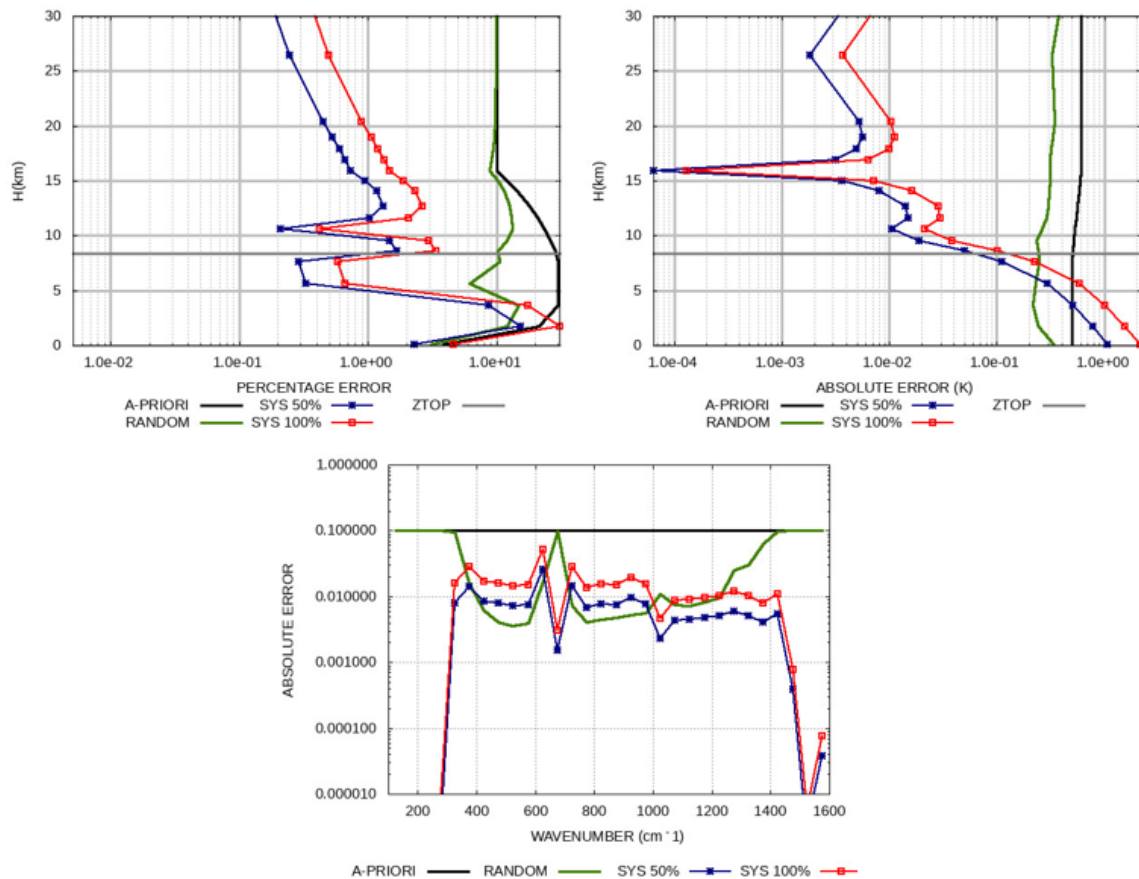 30
25
20
15
10
5
0
H(km)
1.0e-02 1.0e-01 1.0e+00 1.0e+01
PERCENTAGE ERROR
A-PRIORI SYS 50% ZTOP
RANDOM SYS 100%
30
25
20
15
10
5
0
H(km)
1.0e-04 1.0e-03 1.0e-02 1.0e-01 1.0e+00
ABSOLUTE ERROR (K)
A-PRIORI SYS 50% ZTOP
RANDOM SYS 100%
1.000000
0.100000
0.010000
0.001000
0.000100
0.000010
ABSOLUTE ERROR
200 400 600 800 1000 1200 1400 1600
WAVENUMBER (cm`1)
A-PRIORI RANDOM SYS 50% SYS 100%